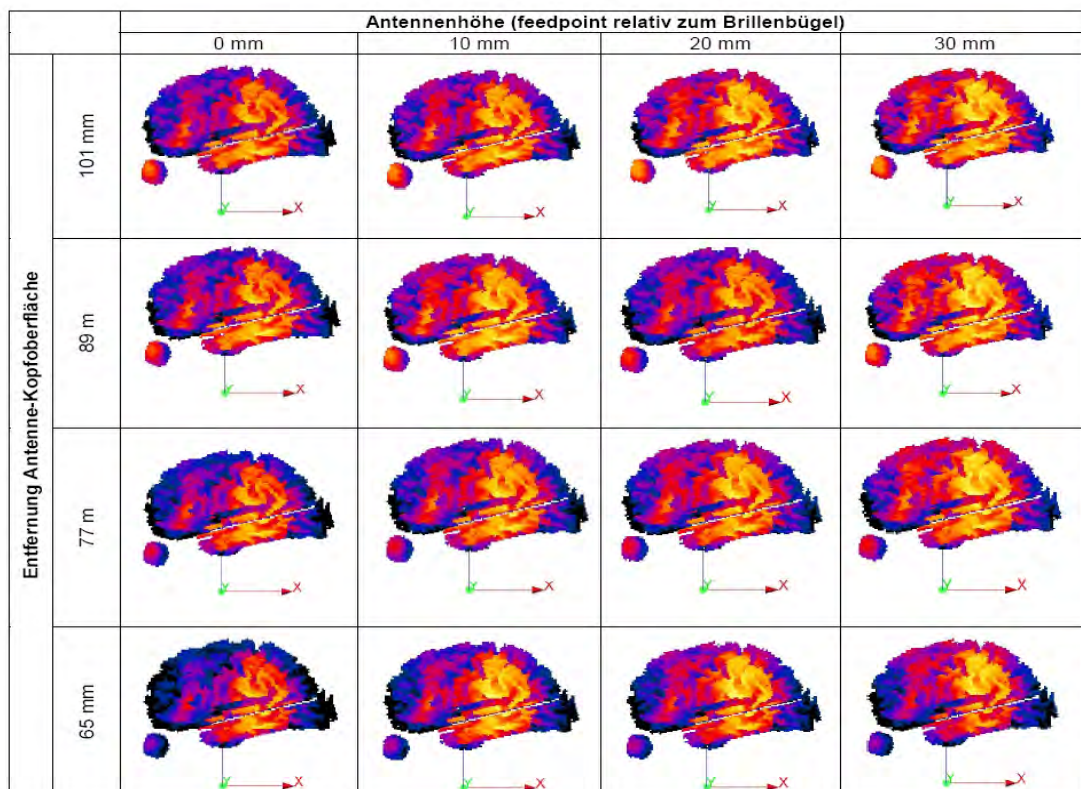 Antennenhöhe (feedpoint relativ zum Brillenbügel)
0 mm 10 mm 20 mm 30 mm
Entfernung Antenne-Kopfoberfläche
101 mm
Y X Y X Y X Y X
89 m
Y X Y X Y X Y X
77 m
Y X Y X Y X Y X
65 mm
Y X Y X Y X Y X